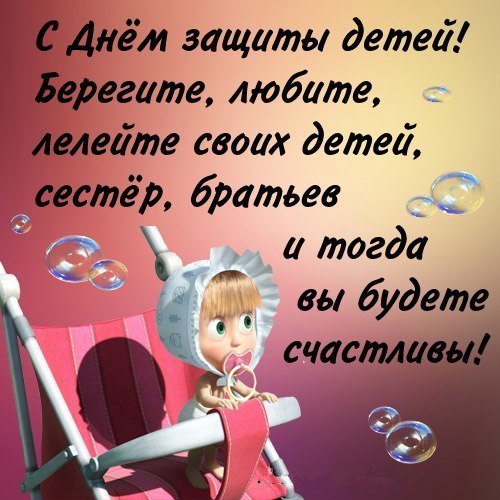 С Днём защиты детей!
Берегите, любите,
лелейте своих детей,
сестёр, братьев
и тогда
вы будете
счастливы!